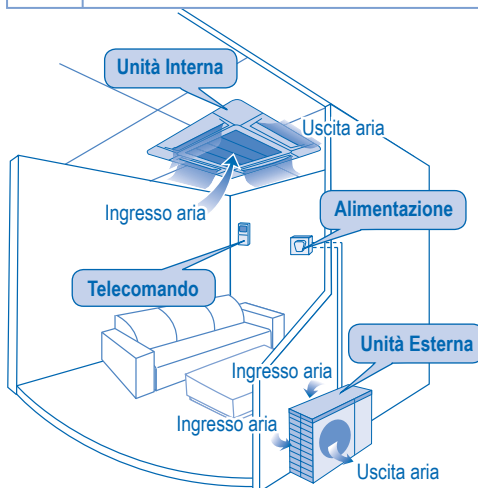 Unità Interna
Uscita aria
Ingresso aria
Alimentazione
Telecomando
Unità Esterna
Ingresso aria
Ingresso aria
Uscita aria